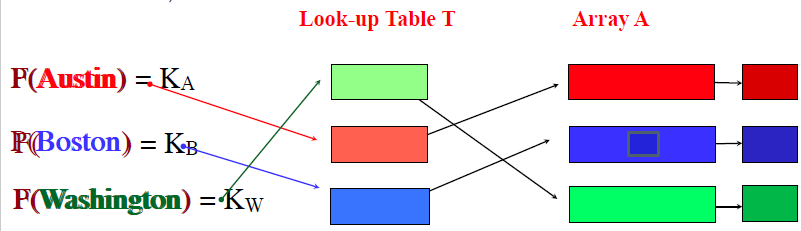 Look-up Table T Array A
F(Austin) = KA
F(Boston) = KB
F(Washington) = KW